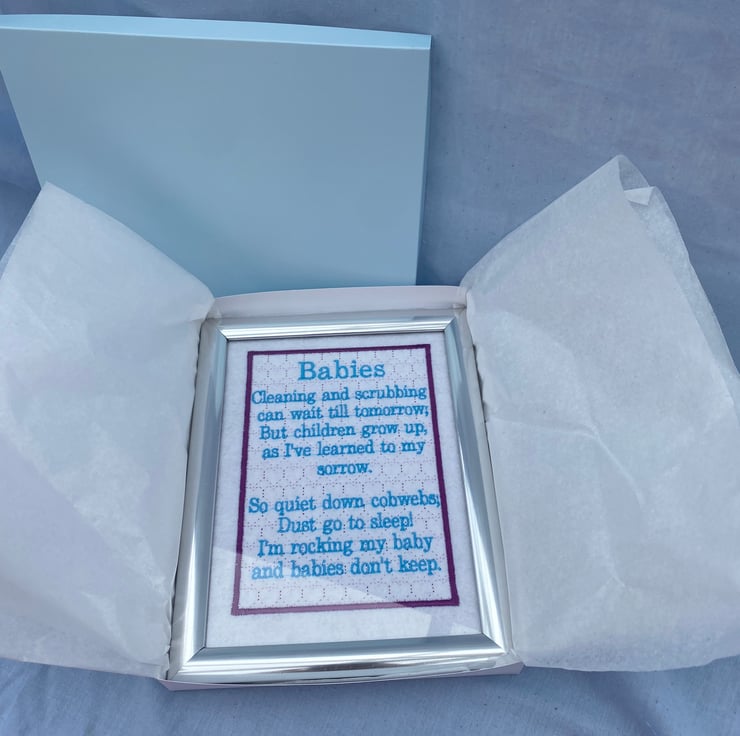 Babies
Cleaning and scrubbing
can wait till tomorrow;
But children grow up,
as I've learned to my
sorrow.
So quiet down cobwebs;
Dust go to sleep!
I'm rocking my baby
and babies don't keep.